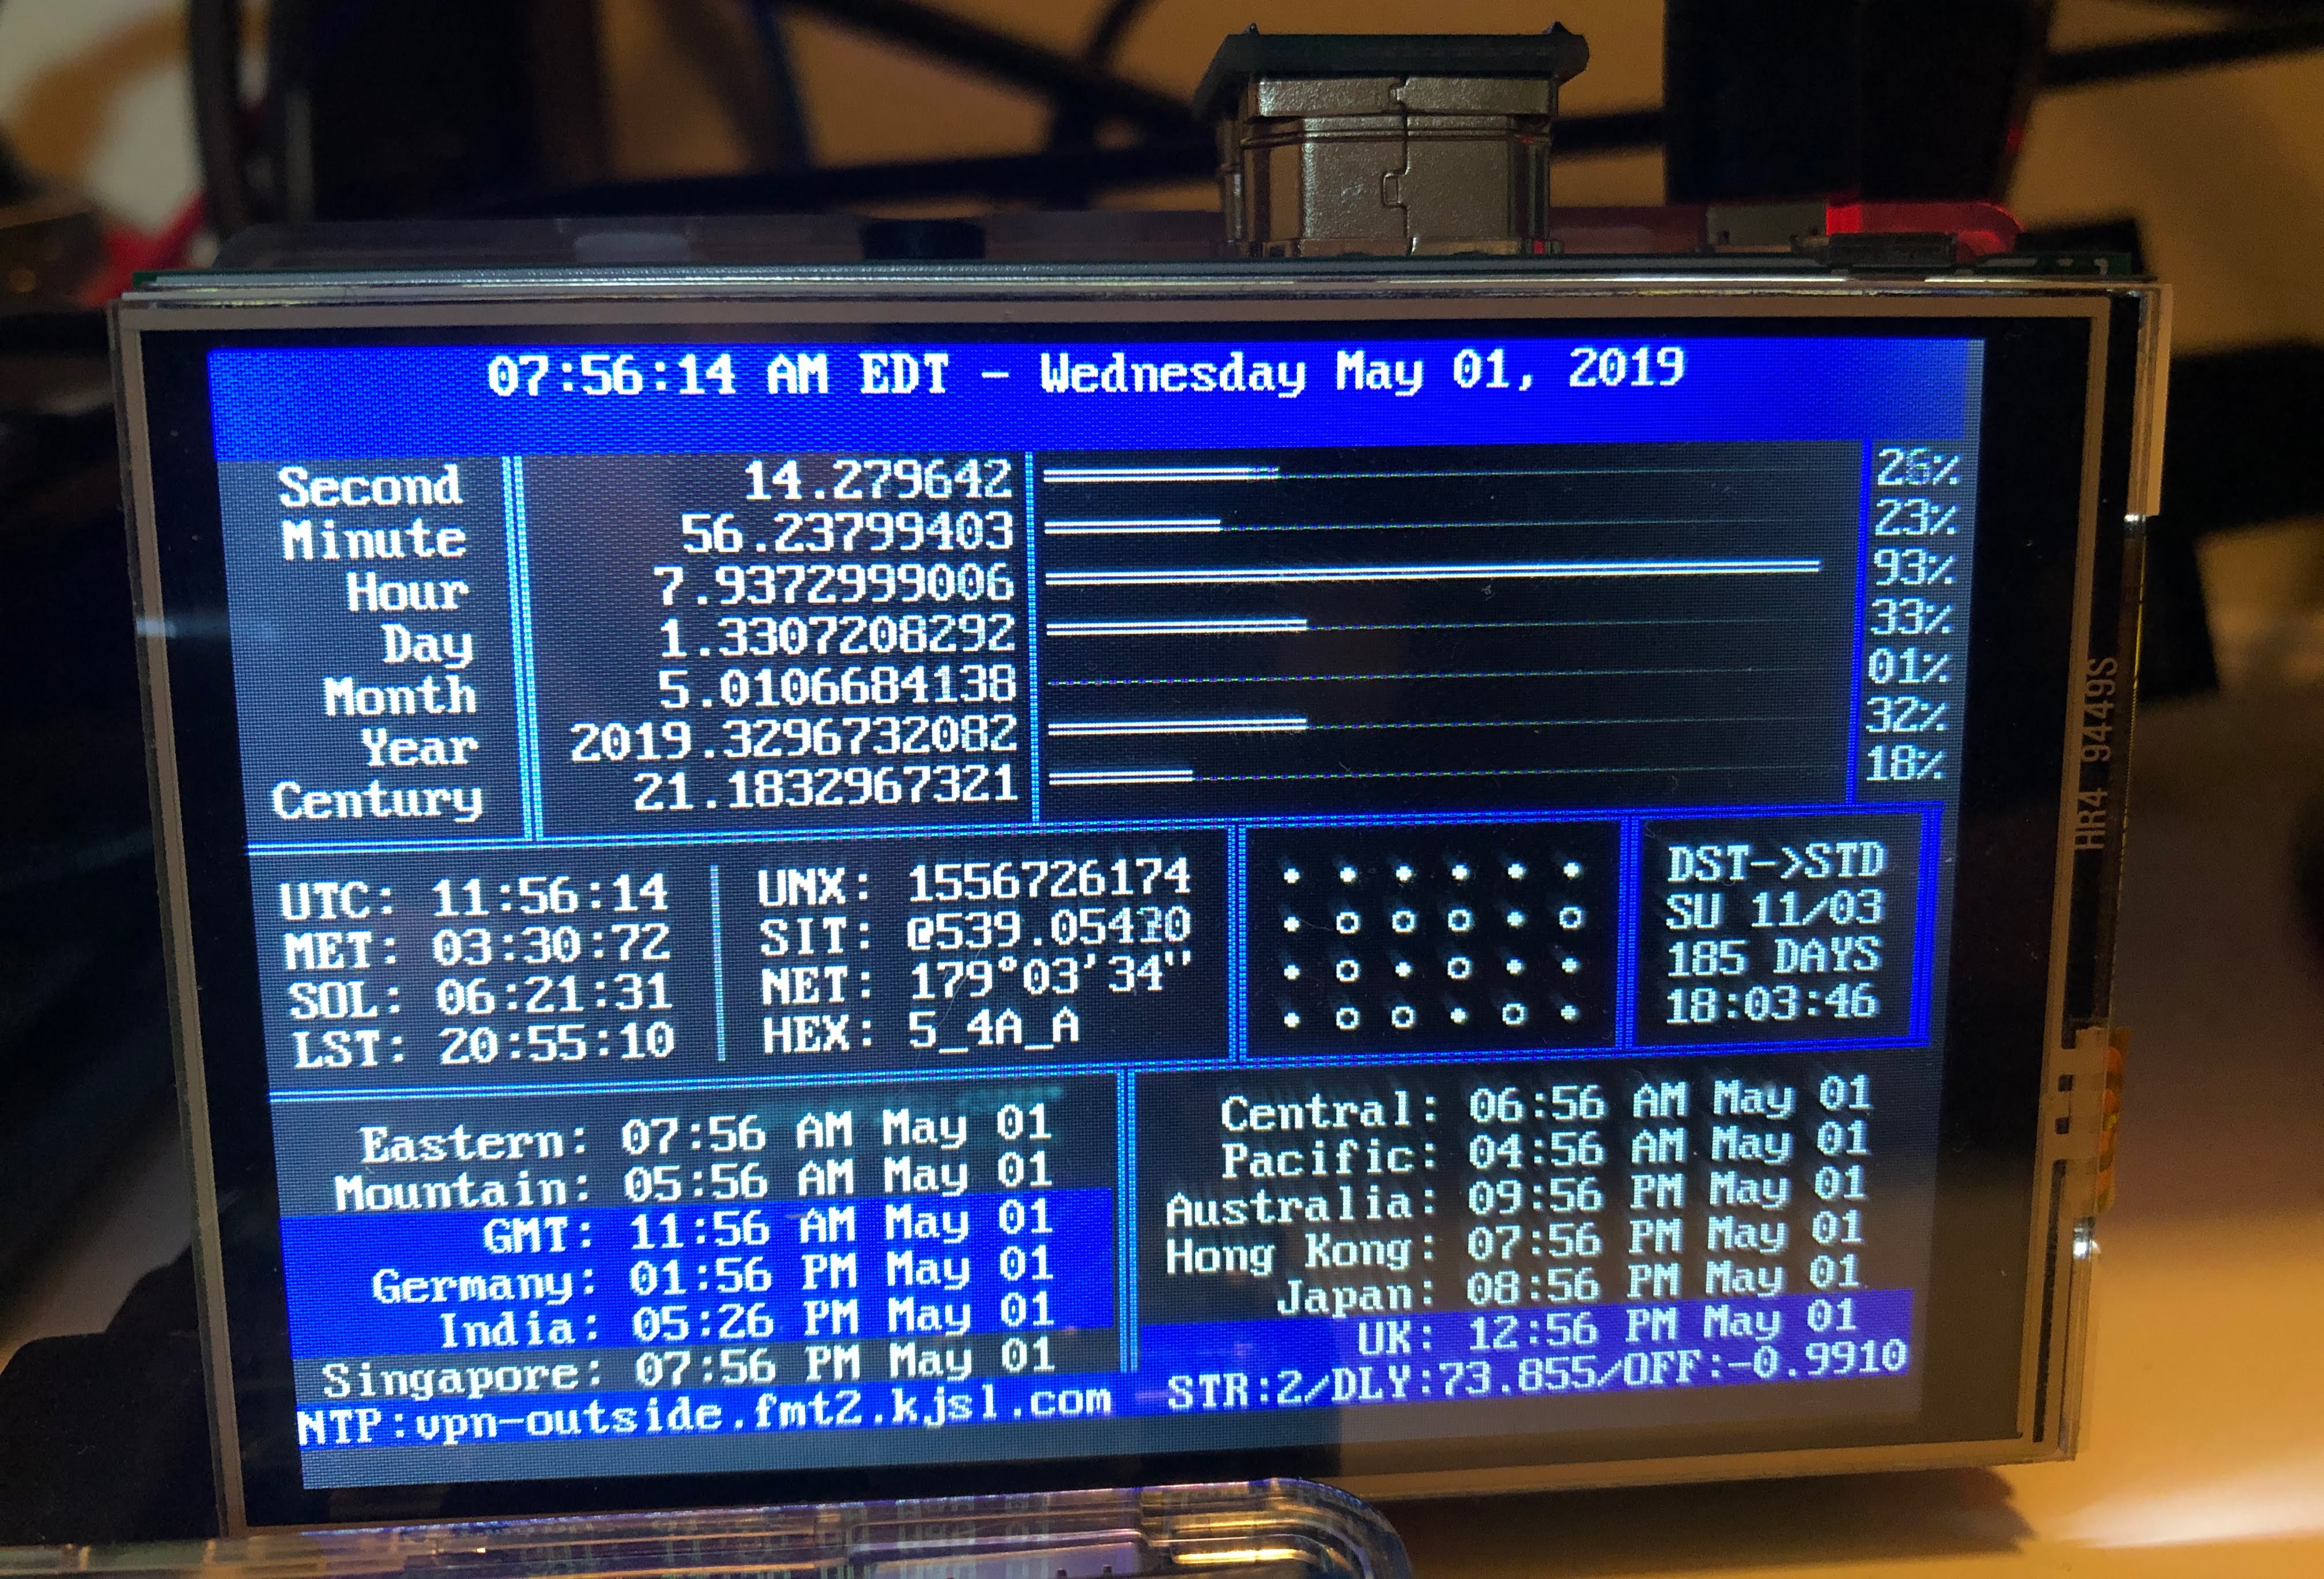 07:56:14 AM EDT - Wednesday May 01, 2019
Second 14.279642 26%
Minute 56.23799403 23%
Hour 7.9372999006 93%
Day 1.3307208292 33%
Month 5.0106684138 01%
Year 2019.3296732082 32%
Century 21.1832967321 18%
UTC: 11:56:14
MET: 03:30:72
SOL: 06:21:31
LST: 20:55:10
UNX: 1556726174
SIT:
NET: 179°03'34"
HEX: 5_4A_A
DST->STD
SU 11/03
185 DAYS
18:03:46
Eastern: 07:56 AM May 01
Mountain: 05:56 AM May 01
GMT: 11:56 AM May 01
Germany: 01:56 PM May 01
India: 05:26 PM May 01
Singapore: 07:56 PM May 01
Central: 06:56 AM May 01
Pacific: 04:56 AM May 01
Australia: 09:56 PM May 01
Hong Kong: 07:56 PM May 01
Japan: 08:56 PM May 01
UK: 12:56 PM May 01
NTP:vpn-outside.fmt2.kjsl.com STR:2/DLY:73.855/OFF:-0.9910
HR4 9449S